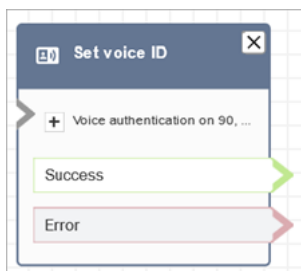 Set voice ID
Voice authentication on 90, ...
Success
Error